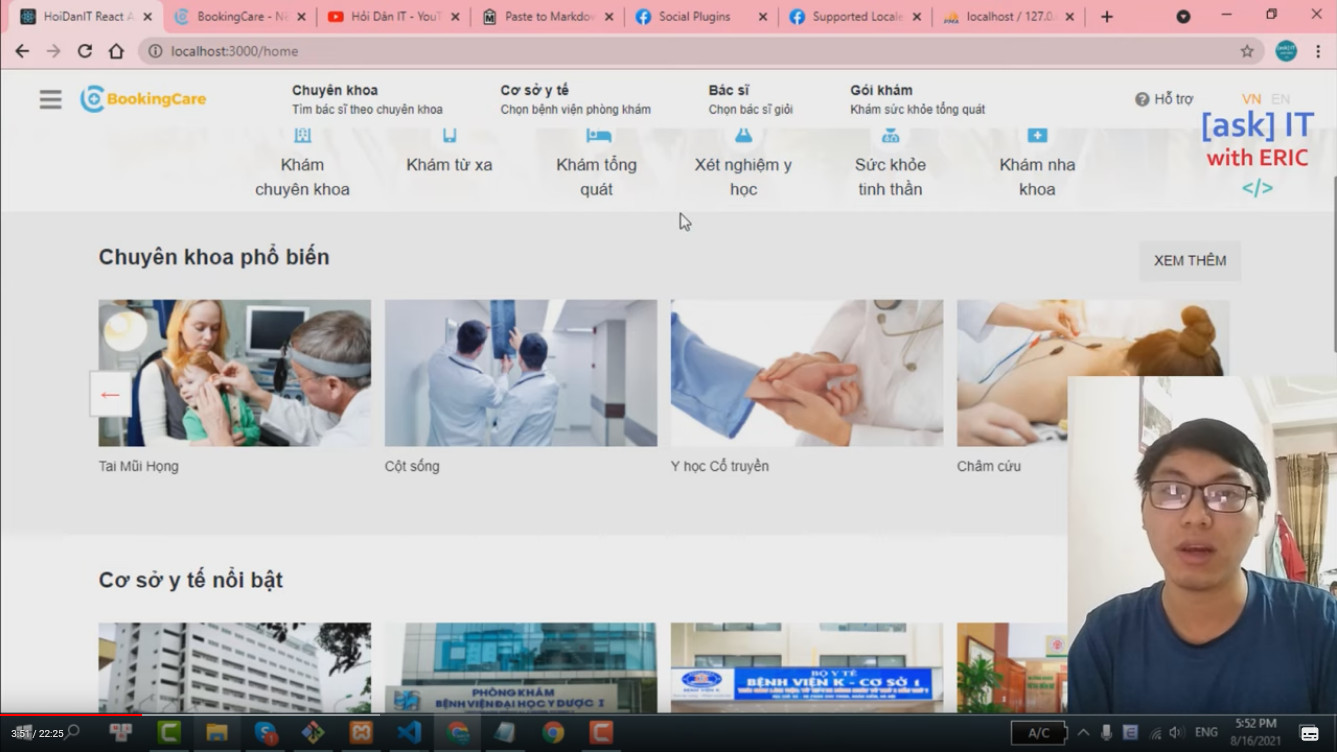 HoiDanIT React A
BookingCare - N
Hỏi Dân IT - YouT
Paste to Markdo
Social Plugins
Supported Locale
localhost / 127.0.
localhost:3000/home
BookingCare
Chuyên khoa
Tìm bác sĩ theo chuyên khoa
Cơ sở y tế
Chọn bệnh viện phòng khám
Bác sĩ
Chọn bác sĩ giỏi
Gói khám
Khám sức khỏe tổng quát
Hỗ trợ
VN EN
[ask] IT
with ERIC
</>
Khám
chuyên khoa
Khám từ xa
Khám tổng
quát
Xét nghiệm y
học
Sức khỏe
tinh thần
Khám nha
khoa
Chuyên khoa phổ biến
XEM THÊM
Tai Mũi Họng
Cột sống
Y học Cổ truyền
Châm cứu
Cơ sở y tế nổi bật
PHÒNG KHÁM
BỆNH VIỆN ĐẠI HỌC Y DƯỢC 1
BỘ Y TẾ
BỆNH VIỆN K - CƠ SỞ 1
3:51 / 22:25
A/C
ENG
5:52 PM
8/16/2021